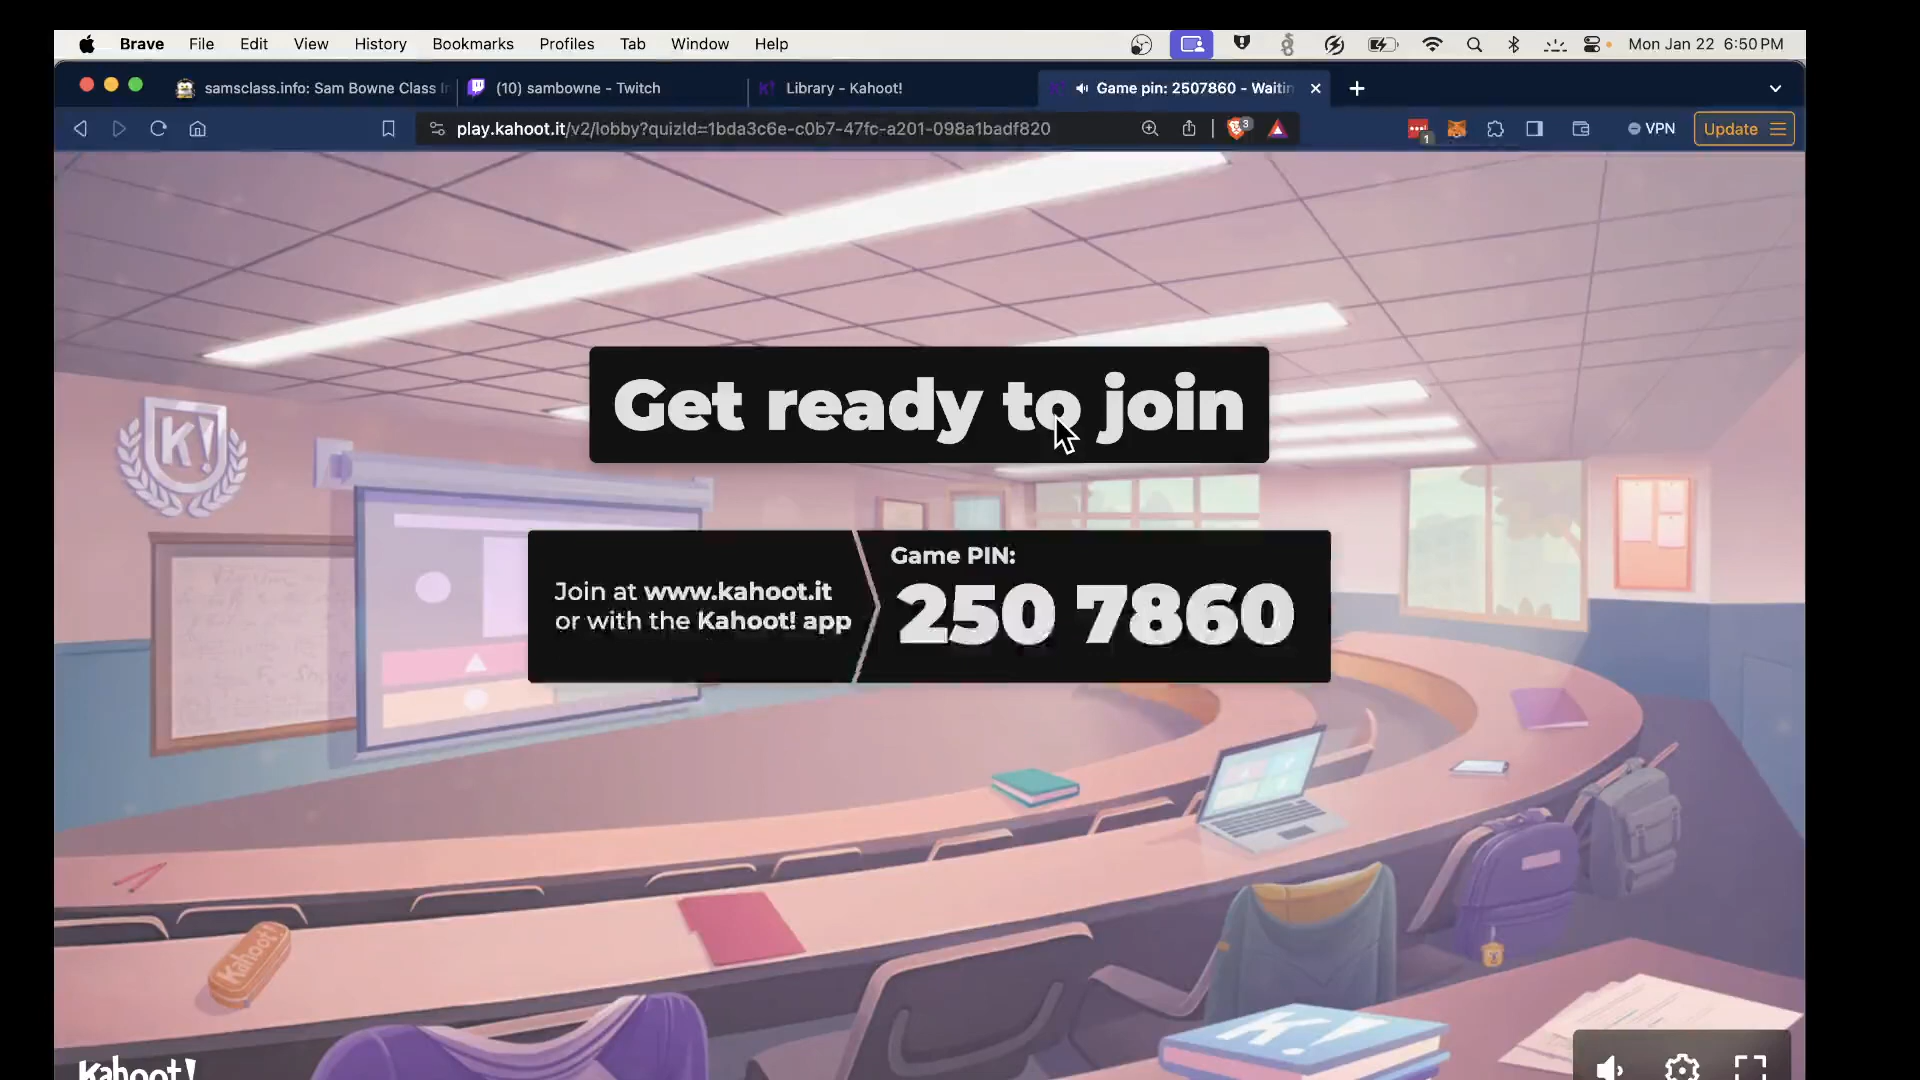 Brave File Edit View History Bookmarks Profiles Tab Window Help Mon Jan 22 6:50 PM
samsclass.info: Sam Bowne Class (10) sambowne - Twitch Library - Kahoot! Game pin: 2507860 - Waitin
play.kahoot.it/v2/lobby?quizId=1bda3c6e-c0b7-47fc-a201-098a1badf820 3 1 VPN Update
K!
Get ready to join
Game PIN:
Join at www.kahoot.it
or with the Kahoot! app
250 7860
Kahoot!
K!
Kahoot!